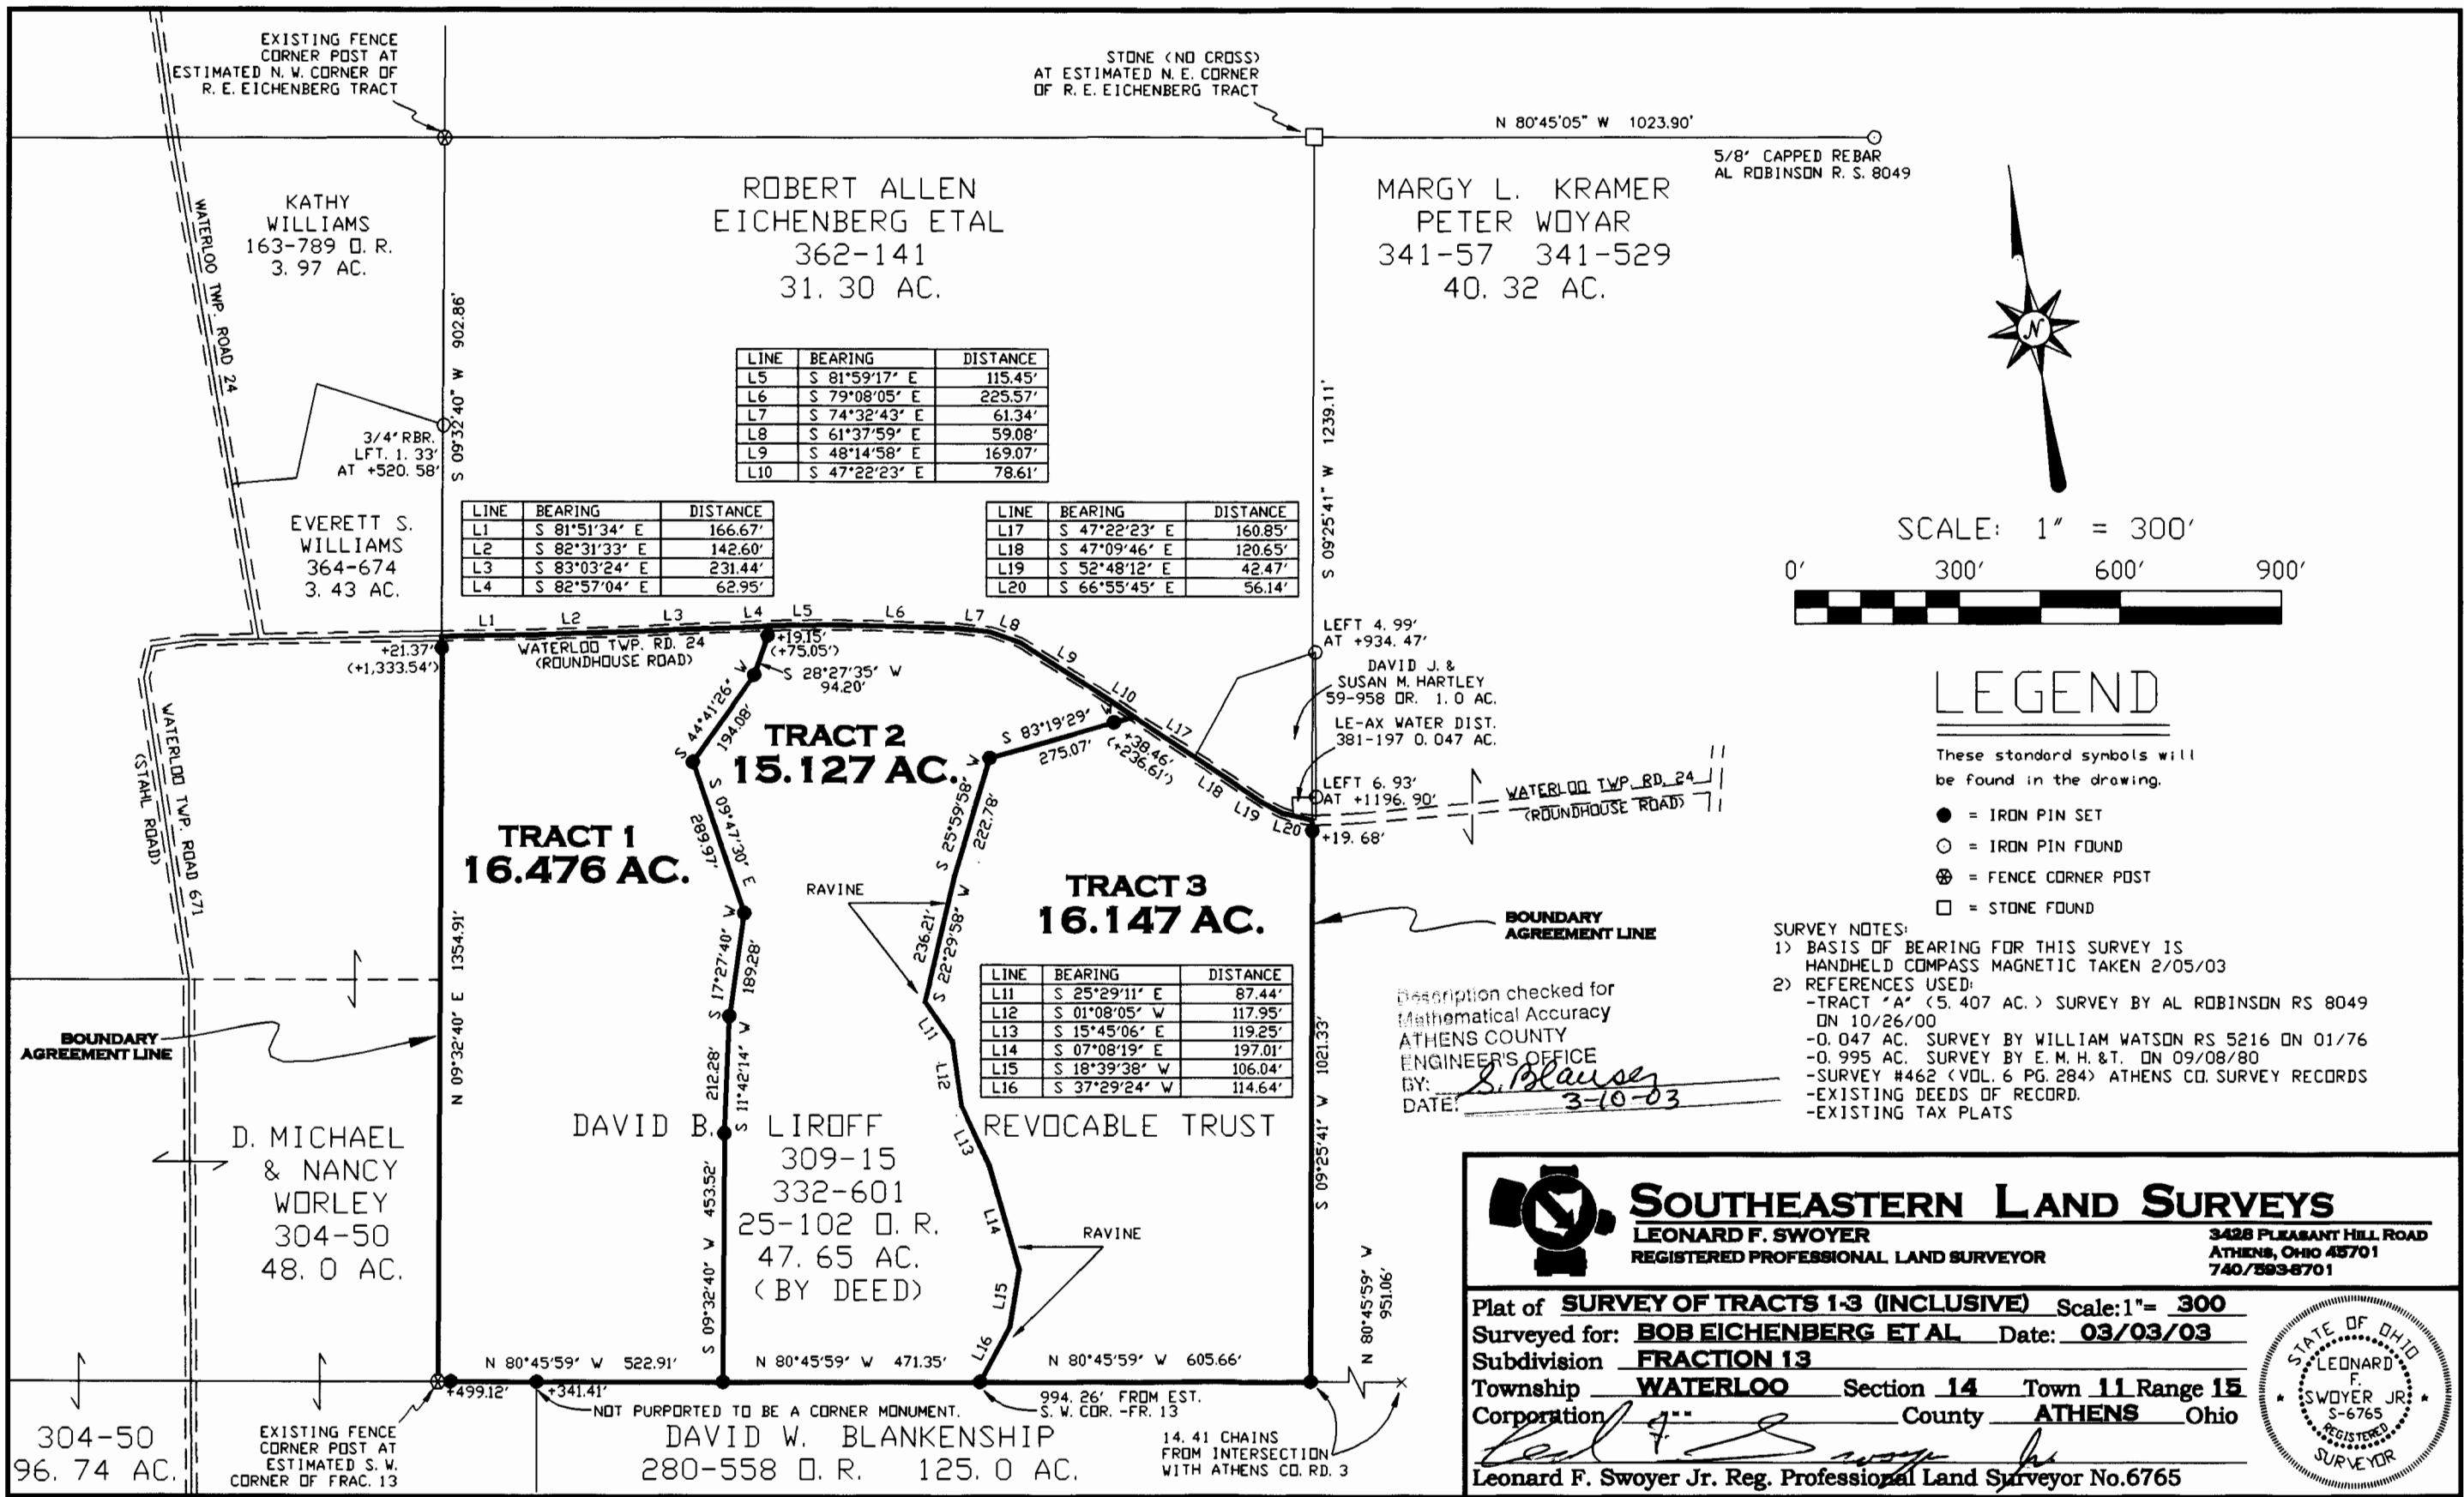 EXISTING FENCE
CORNER POST AT
ESTIMATED N. W. CORNER OF
R. E. EICHENBERG TRACT
STONE (NO CROSS)
AT ESTIMATED N. E. CORNER
OF R. E. EICHENBERG TRACT
N 80°45'05" W 1023.90'
5/8" CAPPED REBAR
AL ROBINSON R. S. 8049
WATERLOO TWP. ROAD 24
KATHY
WILLIAMS
163-789 O. R.
3. 97 AC.
ROBERT ALLEN
EICHENBERG ETAL
362-141
31. 30 AC.
MARGY L. KRAMER
PETER WOYAR
341-57 341-529
40. 32 AC.
N
S 09°32'40" W 902.86'
S 09°25'41" W 1239.11'
LINE BEARING DISTANCE
L5 S 81°59'17" E 115.45'
L6 S 79°08'05" E 225.57'
L7 S 74°32'43" E 61.34'
L8 S 61°37'59" E 59.08'
L9 S 48°14'58" E 169.07'
L10 S 47°22'23" E 78.61'
3/4" RBR.
LFT. 1. 33'
AT +520. 58'
EVERETT S.
WILLIAMS
364-674
3. 43 AC.
LINE BEARING DISTANCE
L1 S 81°51'34" E 166.67'
L2 S 82°31'33" E 142.60'
L3 S 83°03'24" E 231.44'
L4 S 82°57'04" E 62.95'
LINE BEARING DISTANCE
L17 S 47°22'23" E 160.85'
L18 S 47°09'46" E 120.65'
L19 S 52°48'12" E 42.47'
L20 S 66°55'45" E 56.14'
SCALE: 1" = 300'
0' 300' 600' 900'
L1 L2 L3 L4 L5 L6 L7 L8
L9
L10
L17
L18
L19
L20
+21.37'
(+1,333.54')
WATERLOO TWP. RD. 24
(ROUNDHOUSE ROAD)
+19.15'
(+75.05')
S 28°27'35" W
94.20'
S 44°41'26" W
194.08'
S 83°19'29" W
275.07'
+38.46'
(+236.61')
LEFT 4. 99'
AT +934. 47'
DAVID J. &
SUSAN M. HARTLEY
59-958 OR. 1. 0 AC.
LE-AX WATER DIST.
381-197 0. 047 AC.
LEFT 6. 93'
AT +1196. 90'
+19. 68'
WATERLOO TWP. RD. 24
(ROUNDHOUSE ROAD)
LEGEND
These standard symbols will
be found in the drawing.
= IRON PIN SET
= IRON PIN FOUND
= FENCE CORNER POST
= STONE FOUND
WATERLOO TWP. ROAD 671
(STAHL ROAD)
TRACT 1
16.476 AC.
TRACT 2
15.127 AC.
TRACT 3
16.147 AC.
S 09°47'30" E
289.97'
S 25°59'58" W
222.78'
RAVINE
S 22°29'58" W
236.21'
S 17°27'40" W
189.28'
S 11°42'14" W
212.28'
BOUNDARY
AGREEMENT LINE
SURVEY NOTES:
1) BASIS OF BEARING FOR THIS SURVEY IS
HANDHELD COMPASS MAGNETIC TAKEN 2/05/03
2) REFERENCES USED:
-TRACT "A" (5. 407 AC.) SURVEY BY AL ROBINSON RS 8049
ON 10/26/00
-0. 047 AC. SURVEY BY WILLIAM WATSON RS 5216 ON 01/76
-0. 995 AC. SURVEY BY E. M. H. &T. ON 09/08/80
-SURVEY #462 (VOL. 6 PG. 284) ATHENS CO. SURVEY RECORDS
-EXISTING DEEDS OF RECORD.
-EXISTING TAX PLATS
Description checked for
Mathematical Accuracy
ATHENS COUNTY
ENGINEER'S OFFICE
BY: S. Blauser
DATE: 3-10-03
LINE BEARING DISTANCE
L11 S 25°29'11" E 87.44'
L12 S 01°08'05" W 117.95'
L13 S 15°45'06" E 119.25'
L14 S 07°08'19" E 197.01'
L15 S 18°39'38" W 106.04'
L16 S 37°29'24" W 114.64'
L11
L12
L13
L14
L15
L16
BOUNDARY
AGREEMENT LINE
N 09°32'40" E 1354.91'
S 09°25'41" W 1021.33'
D. MICHAEL
& NANCY
WORLEY
304-50
48. 0 AC.
DAVID B. LIROFF REVOCABLE TRUST
309-15
332-601
25-102 O. R.
47. 65 AC.
(BY DEED)
RAVINE
S 09°32'40" W 453.52'
N 80°45'59" W
951.06'
N 80°45'59" W 522.91'
N 80°45'59" W 471.35'
N 80°45'59" W 605.66'
+499.12'
+341.41'
NOT PURPORTED TO BE A CORNER MONUMENT.
994. 26' FROM EST.
S. W. COR. -FR. 13
304-50
96. 74 AC.
EXISTING FENCE
CORNER POST AT
ESTIMATED S. W.
CORNER OF FRAC. 13
DAVID W. BLANKENSHIP
280-558 O. R. 125. 0 AC.
14. 41 CHAINS
FROM INTERSECTION
WITH ATHENS CO. RD. 3
SOUTHEASTERN LAND SURVEYS
LEONARD F. SWOYER
REGISTERED PROFESSIONAL LAND SURVEYOR
3428 PLEASANT HILL ROAD
ATHENS, OHIO 45701
740/593-8701
Plat of SURVEY OF TRACTS 1-3 (INCLUSIVE) Scale:1"= 300
Surveyed for: BOB EICHENBERG ET AL Date: 03/03/03
Subdivision FRACTION 13
Township WATERLOO Section 14 Town 11 Range 15
Corporation "" County ATHENS Ohio
Leonard F. Swoyer Jr. Reg. Professional Land Surveyor No.6765
STATE OF OHIO
LEONARD
F.
SWOYER JR.
S-6765
REGISTERED
SURVEYOR